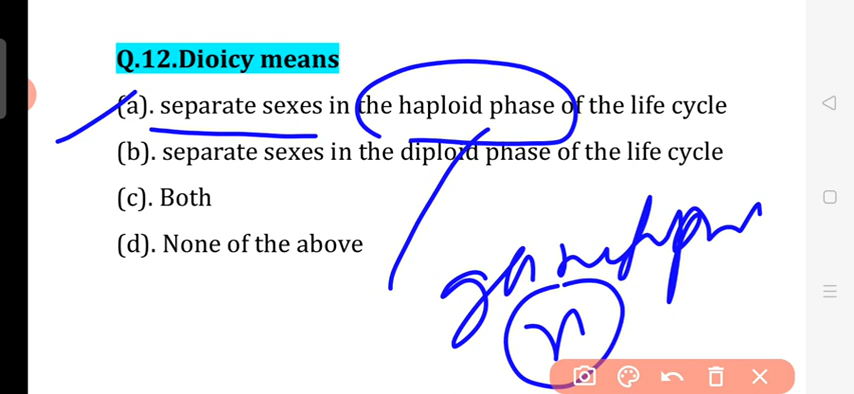 Q.12.Dioicy means
(a). separate sexes in the haploid phase of the life cycle
(b). separate sexes in the diploid phase of the life cycle
(c). Both
(d). None of the above
n